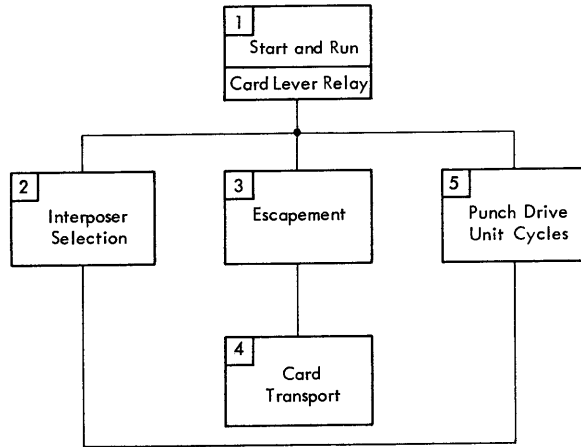 1
Start and Run
Card Lever Relay
2
Interposer
Selection
3
Escapement
5
Punch Drive
Unit Cycles
4
Card
Transport